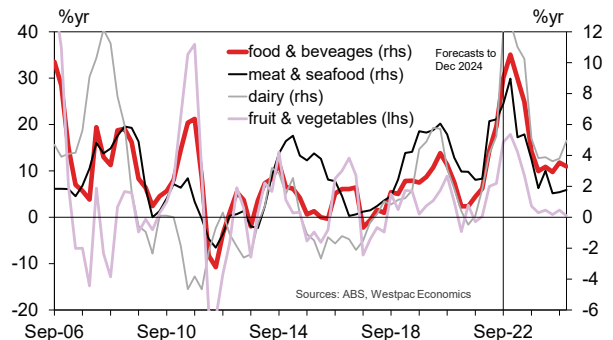 %yr %yr
40 12
30 10
20 8
10 6
0 4
-10 2
-20 0
-2
-4
-6
food & beveages (rhs)
meat & seafood (rhs)
dairy (rhs)
fruit & vegetables (lhs)
Forecasts to
Dec 2024
Sources: ABS, Westpac Economics
Sep-06 Sep-10 Sep-14 Sep-18 Sep-22